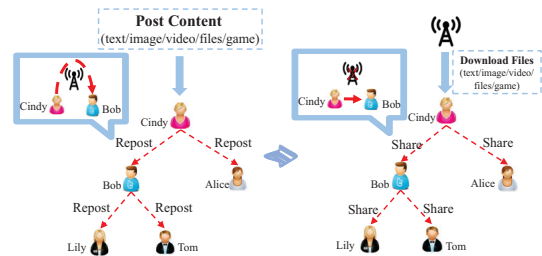 Post Content
(text/image/video/files/game)
Cindy
Bob
Cindy
Repost
Repost
Bob
Alice
Repost
Repost
Lily
Tom
Download Files
(text/image/video/
files/game)
Cindy
Bob
Cindy
Share
Share
Bob
Alice
Share
Share
Lily
Tom